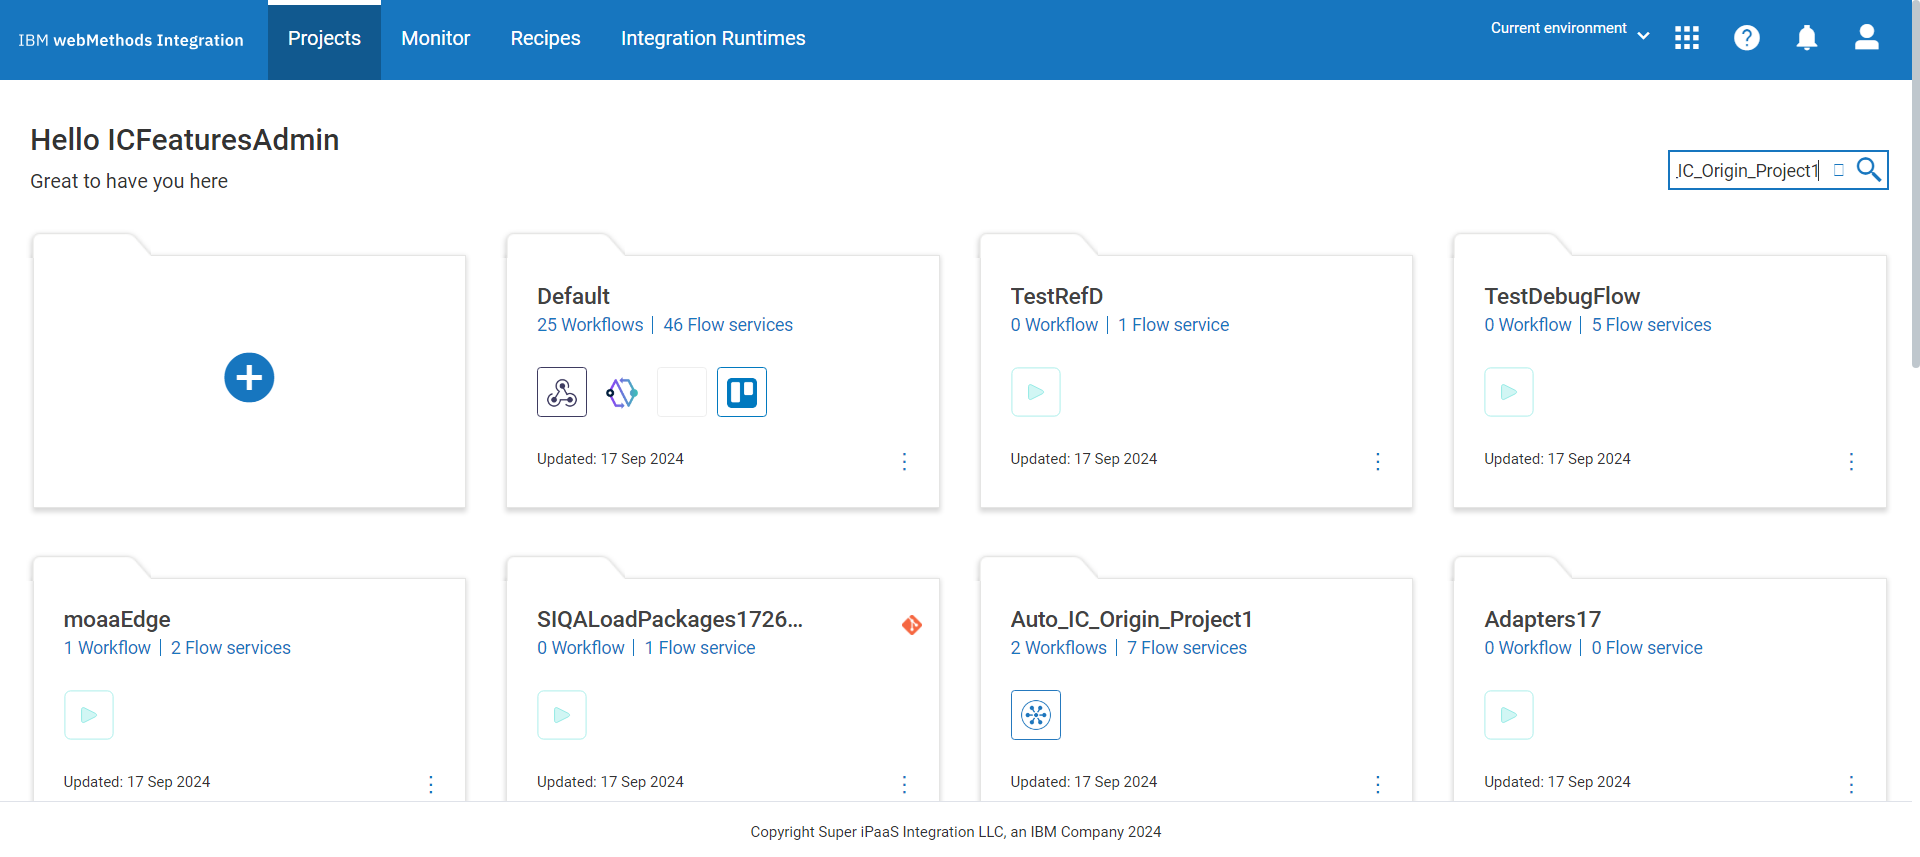 IBM webMethods Integration
Projects
Monitor
Recipes
Integration Runtimes
Current environment
Hello ICFeaturesAdmin
Great to have you here
_IC_Origin_Project1
Default
25 Workflows | 46 Flow services
Updated: 17 Sep 2024
TestRefD
0 Workflow | 1 Flow service
Updated: 17 Sep 2024
TestDebugFlow
0 Workflow | 5 Flow services
Updated: 17 Sep 2024
moaaEdge
1 Workflow | 2 Flow services
Updated: 17 Sep 2024
SIQALoadPackages1726...
0 Workflow | 1 Flow service
Updated: 17 Sep 2024
Auto_IC_Origin_Project1
2 Workflows | 7 Flow services
Updated: 17 Sep 2024
Adapters17
0 Workflow | 0 Flow service
Updated: 17 Sep 2024
Copyright Super iPaaS Integration LLC, an IBM Company 2024